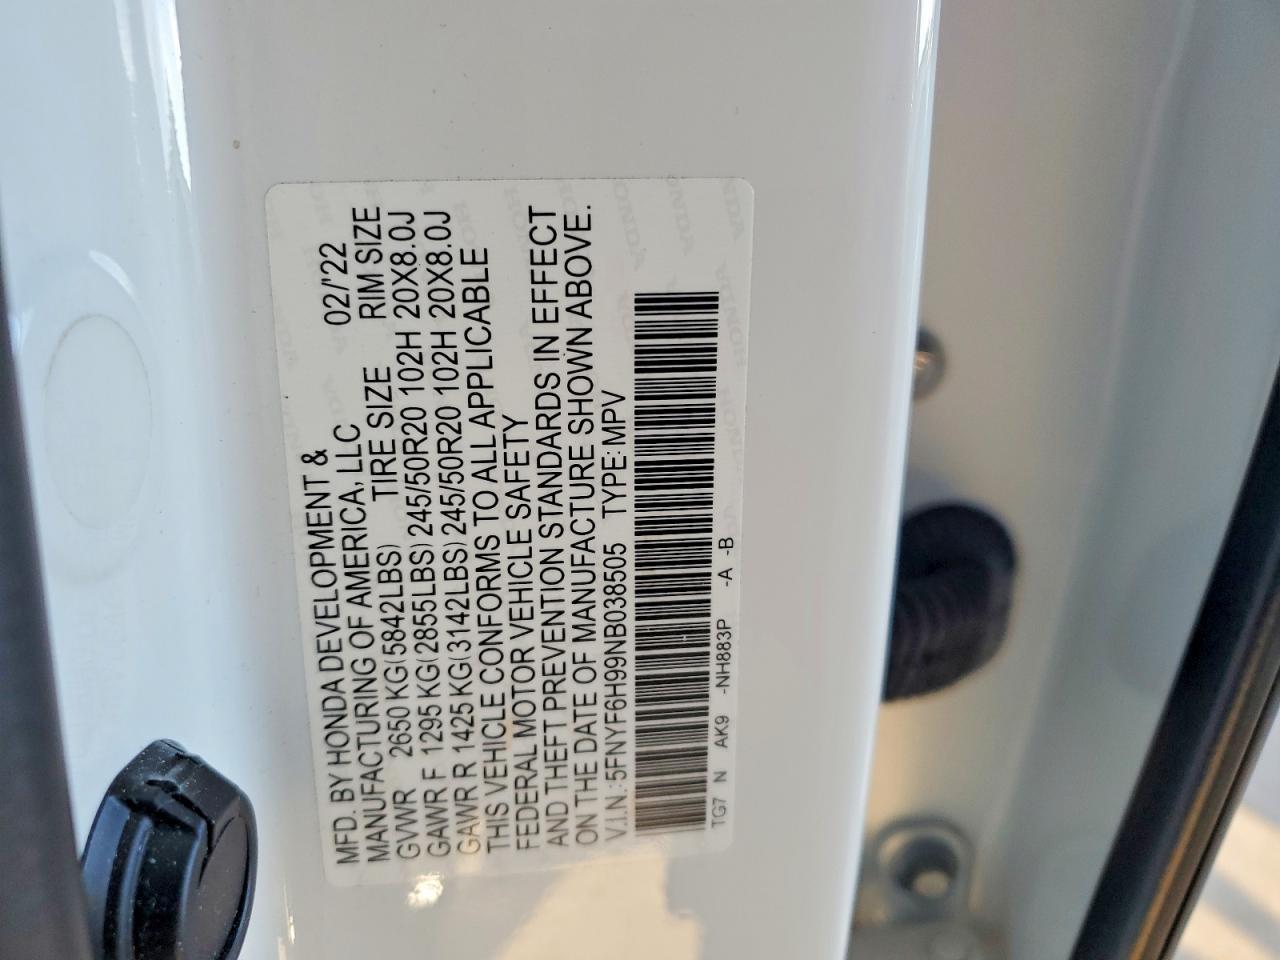 MFD. BY HONDA DEVELOPMENT &
MANUFACTURING OF AMERICA, LLC 02/'22
GVWR 2650 KG(5842LBS) TIRE SIZE RIM SIZE
GAWR F 1295 KG(2855LBS) 245/50R20 102H 20X8.0J
GAWR R 1425 KG(3142LBS) 245/50R20 102H 20X8.0J
THIS VEHICLE CONFORMS TO ALL APPLICABLE
FEDERAL MOTOR VEHICLE SAFETY
AND THEFT PREVENTION STANDARDS IN EFFECT
ON THE DATE OF MANUFACTURE SHOWN ABOVE.
V.I.N.:5FNYF6H99NB038505 TYPE:MPV
TG7 N AK9 -NH883P -A -B